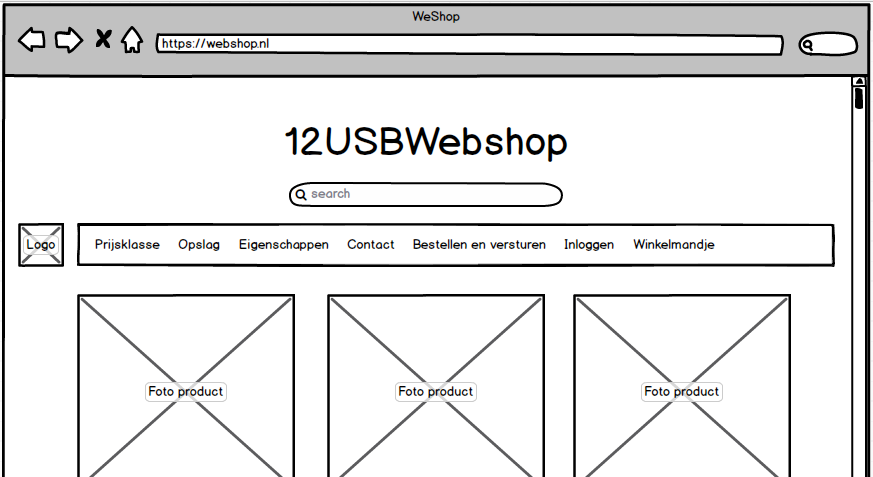 WeShop
https://webshop.nl
12USBWebshop
search
Logo
Prijsklasse Opslag Eigenschappen Contact Bestellen en versturen Inloggen Winkelmandje
Foto product Foto product Foto product